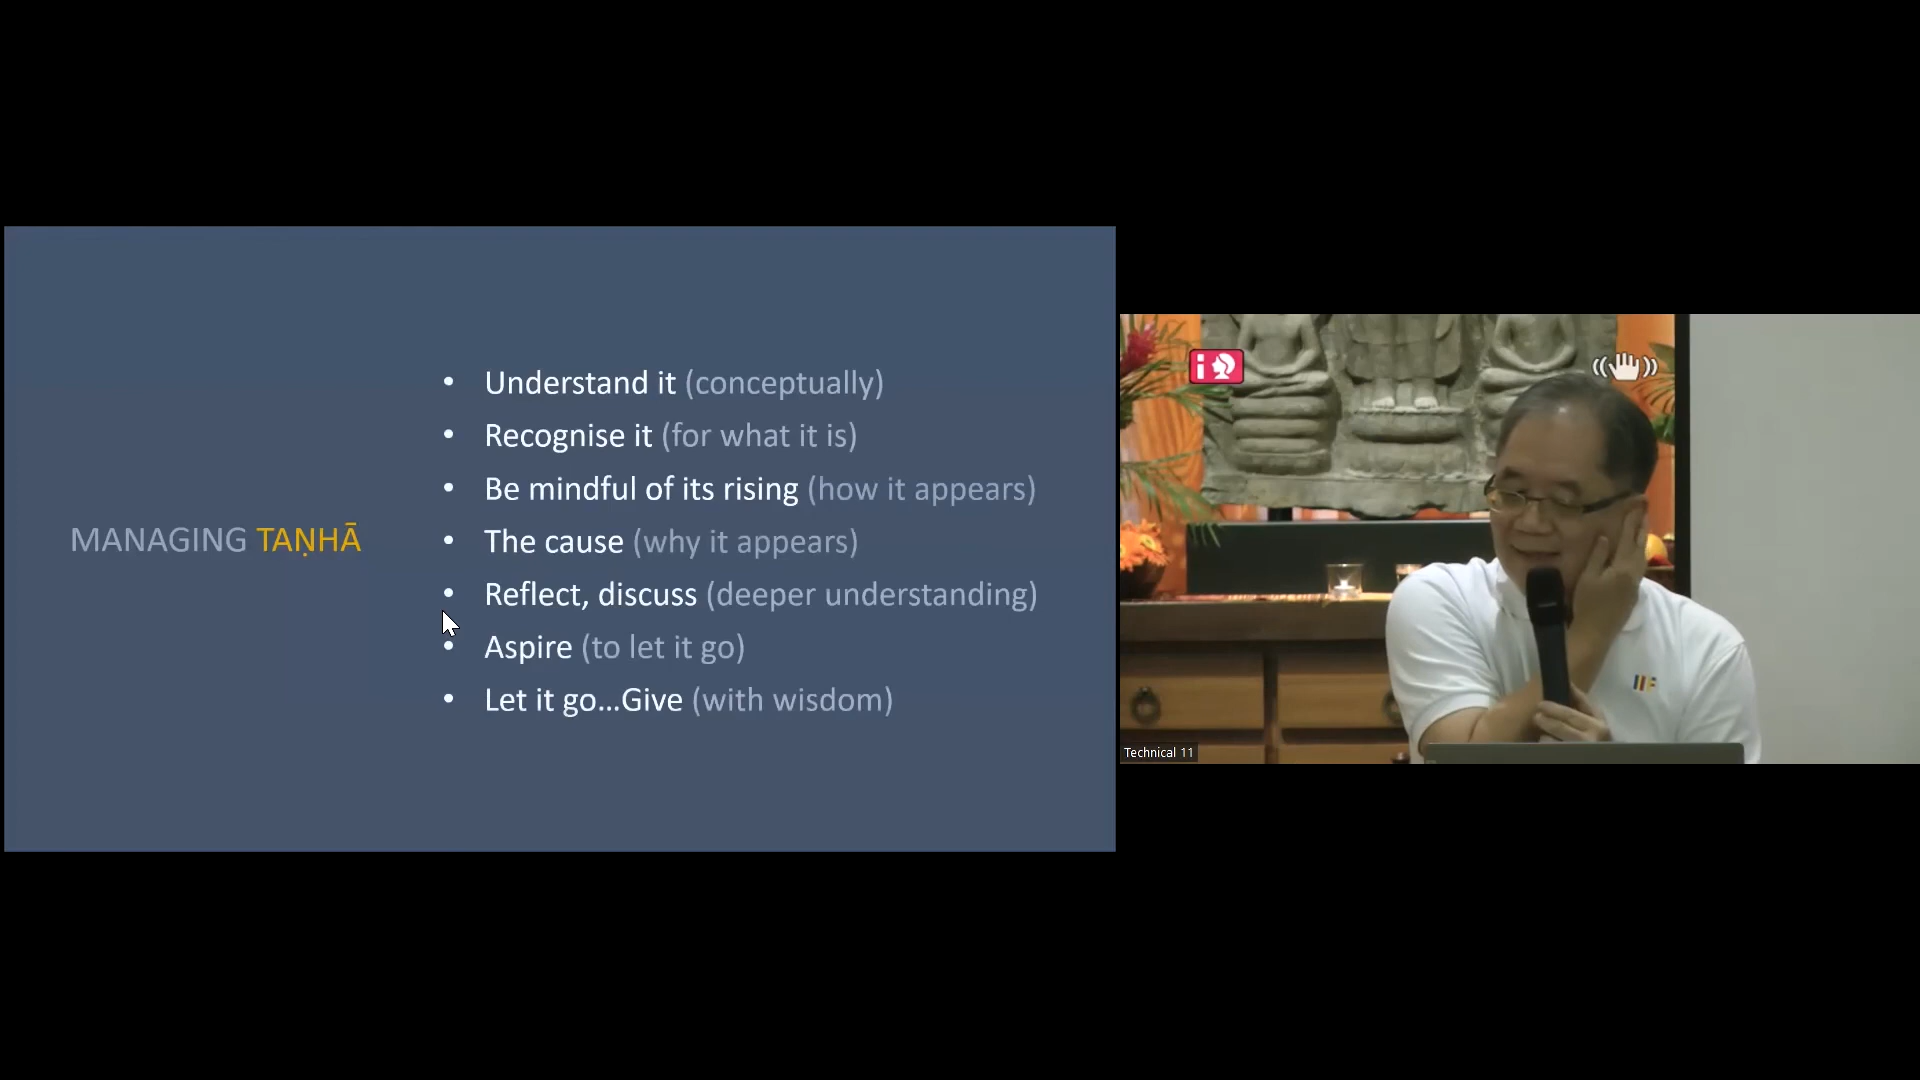 MANAGING TAṆHĀ
• Understand it (conceptually)
• Recognise it (for what it is)
• Be mindful of its rising (how it appears)
• The cause (why it appears)
• Reflect, discuss (deeper understanding)
• Aspire (to let it go)
• Let it go...Give (with wisdom)
i
Technical 11